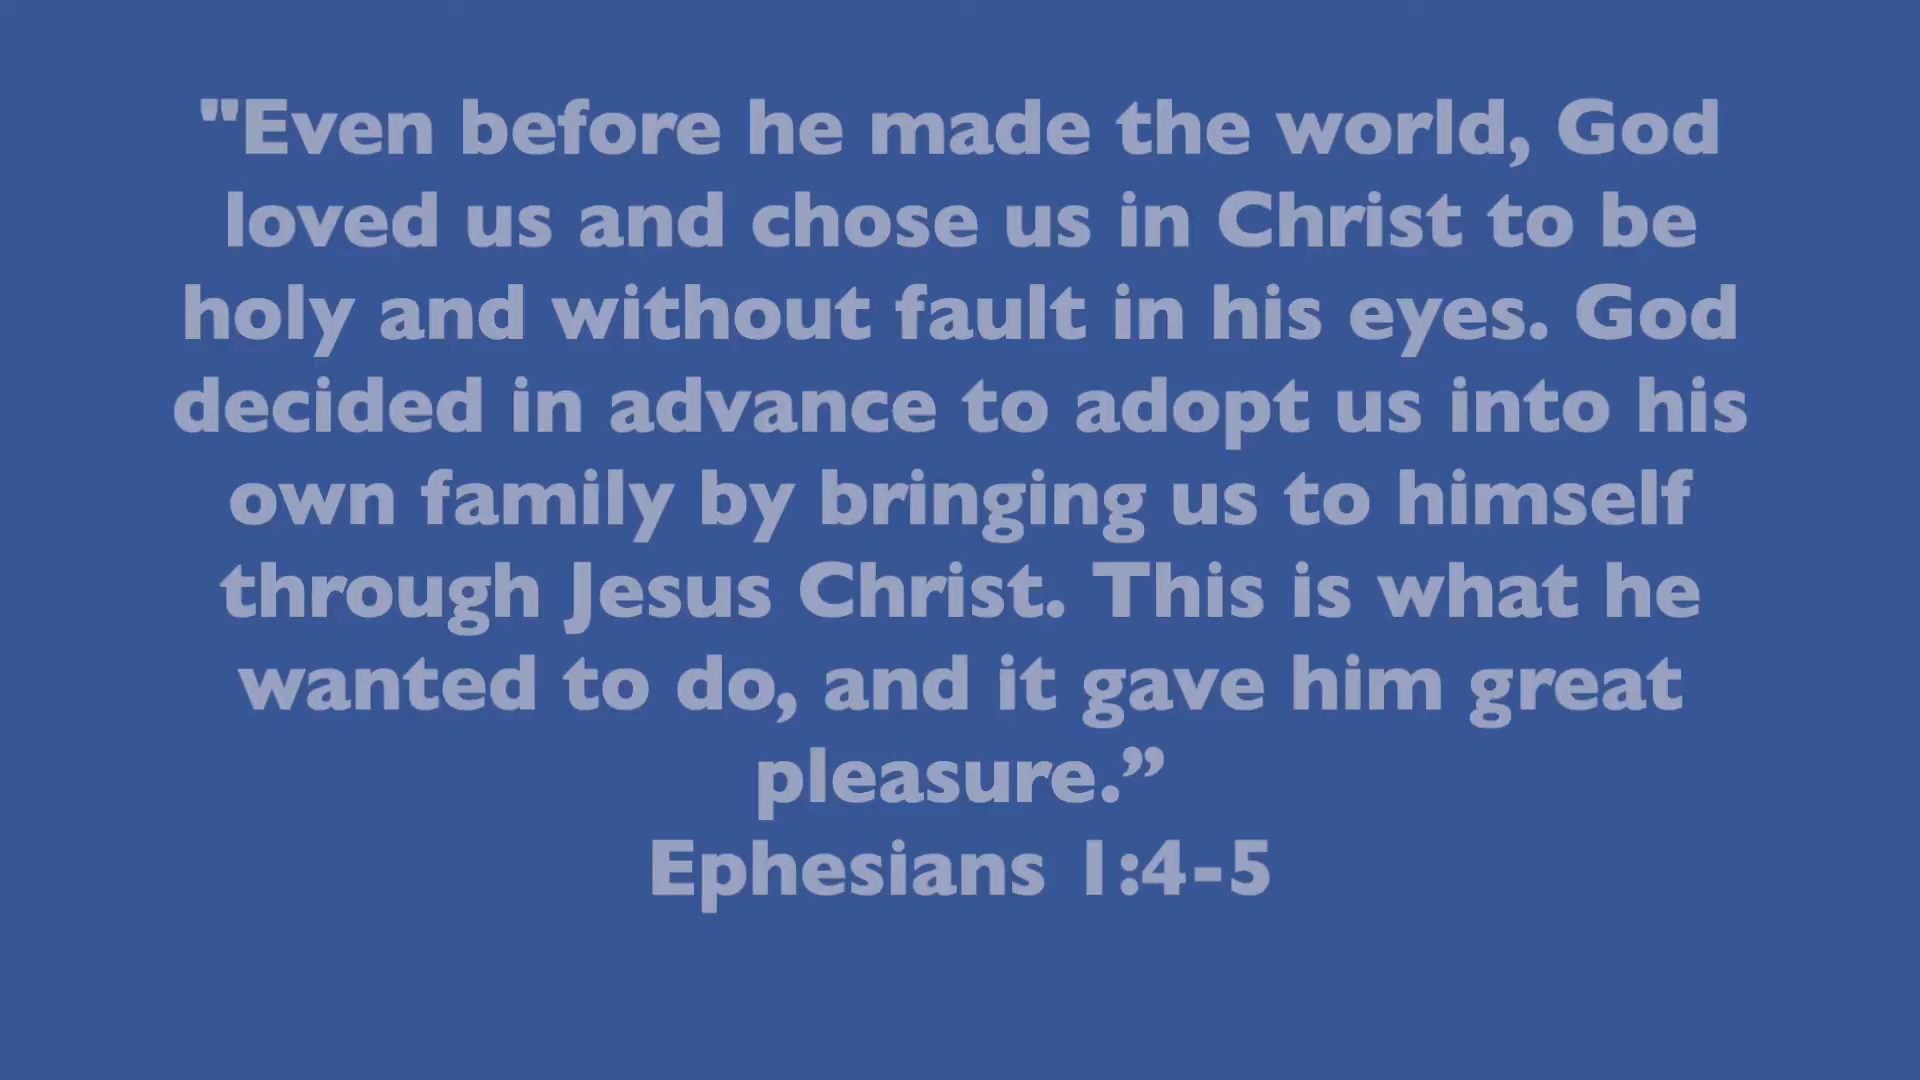 "Even before he made the world, God
loved us and chose us in Christ to be
holy and without fault in his eyes. God
decided in advance to adopt us into his
own family by bringing us to himself
through Jesus Christ. This is what he
wanted to do, and it gave him great
pleasure.”
Ephesians 1:4-5